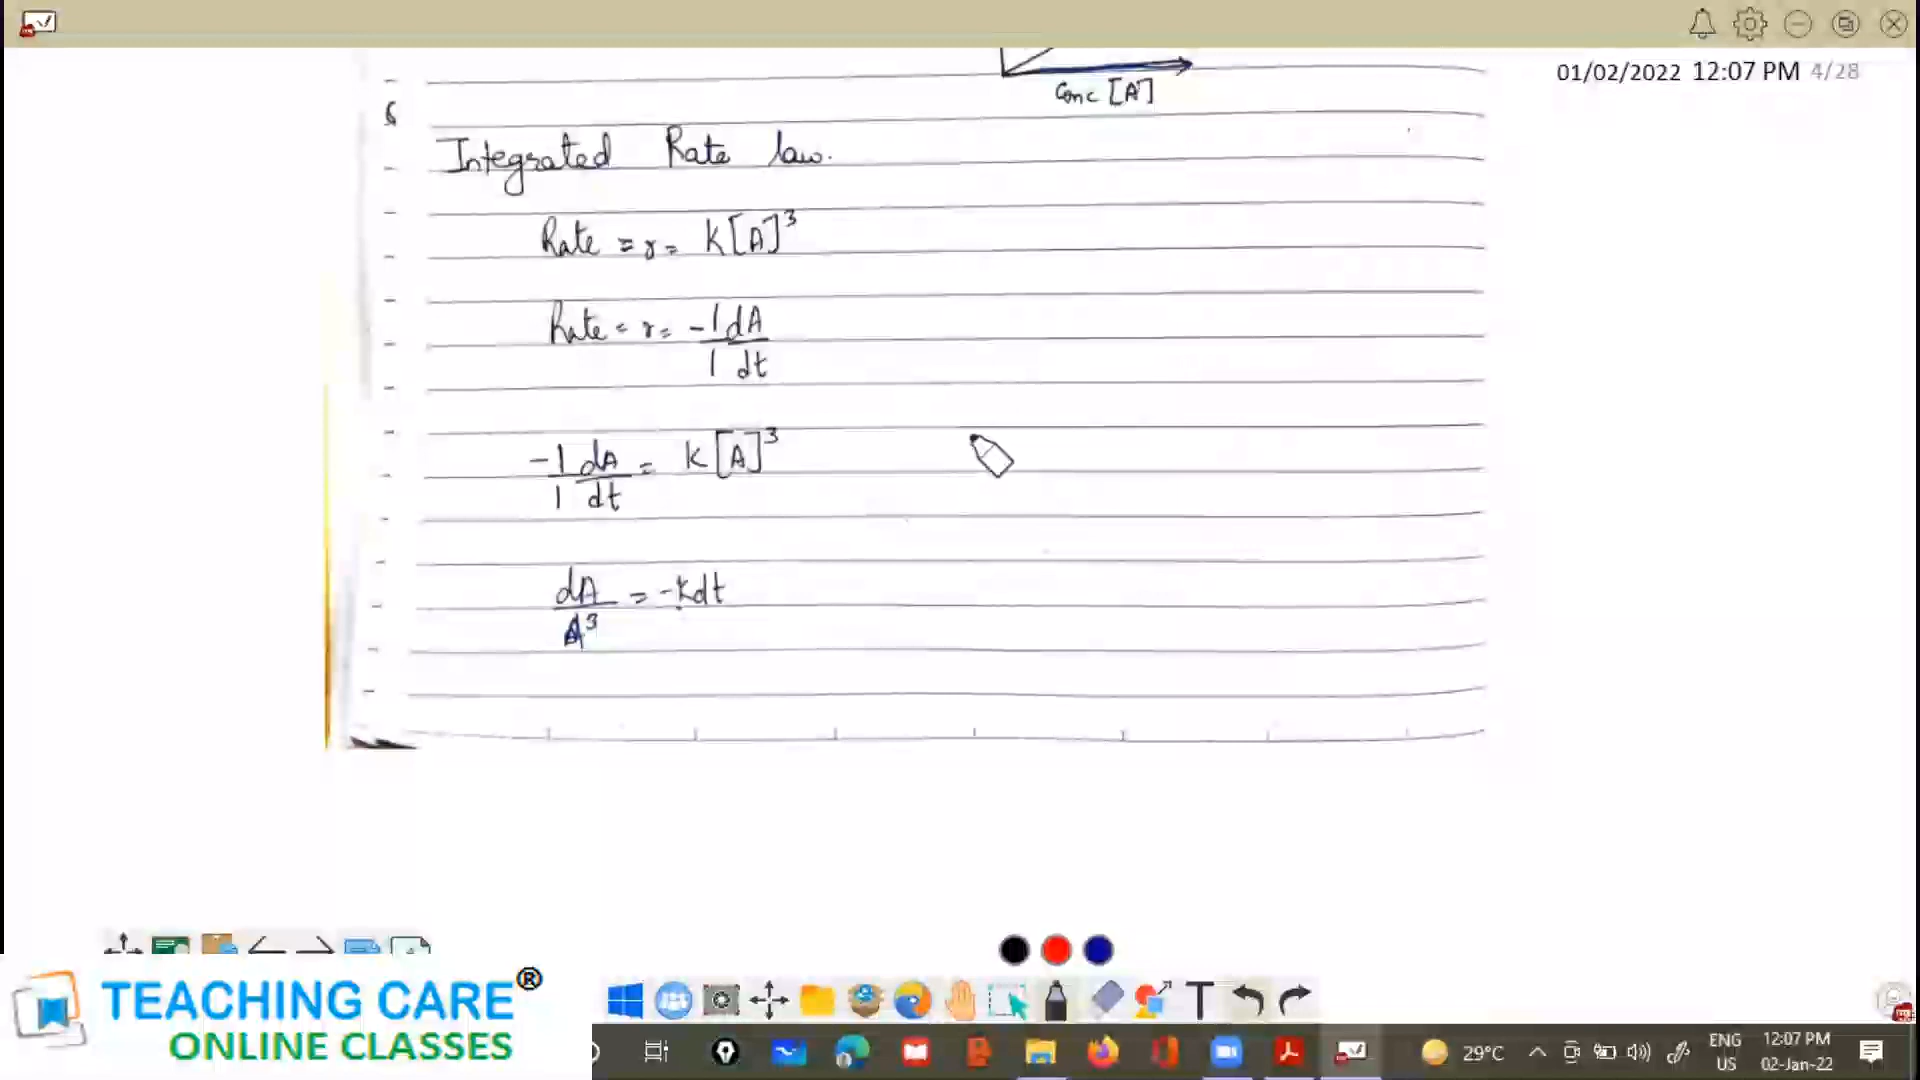 01/02/2022 12:07 PM 4/28
Conc [A]
Integrated Rate law.
Rate = r = K[A]³
Rate = r = -1 dA
1 dt
-1 dA = K[A]³
1 dt
dA = -Kdt
A³
TEACHING CARE®
ONLINE CLASSES
T
29°C
ENG
US
12:07 PM
02-Jan-22